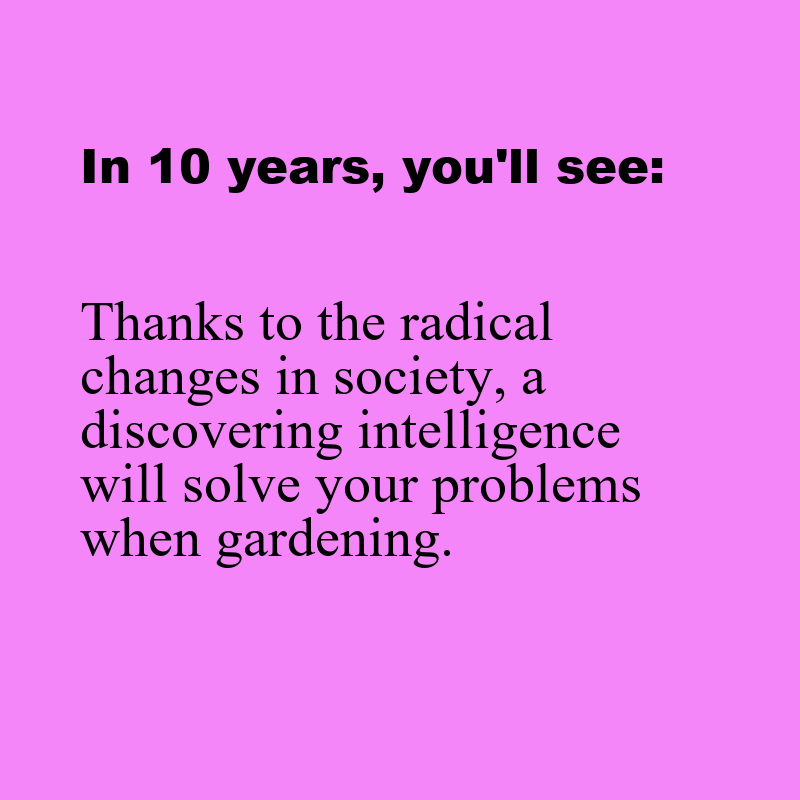 In 10 years, you'll see:
Thanks to the radical
changes in society, a
discovering intelligence
will solve your problems
when gardening.